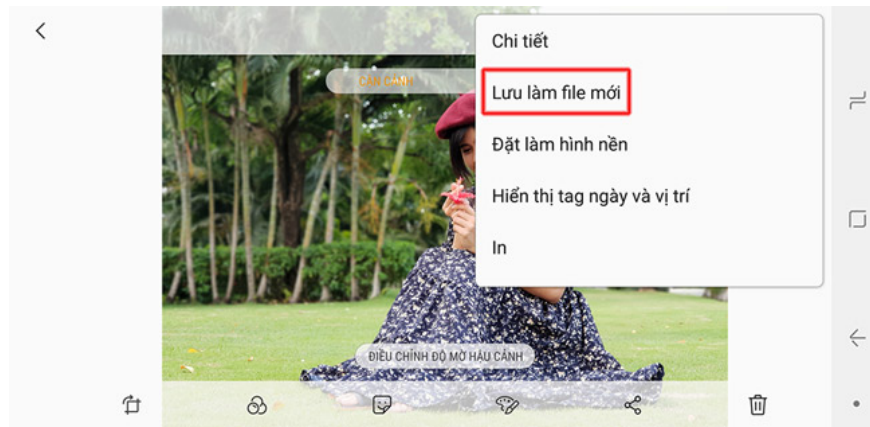 Chi tiết
CẬN CẢNH
Lưu làm file mới
Đặt làm hình nền
Hiển thị tag ngày và vị trí
In
ĐIỀU CHỈNH ĐỘ MỜ HẬU CẢNH